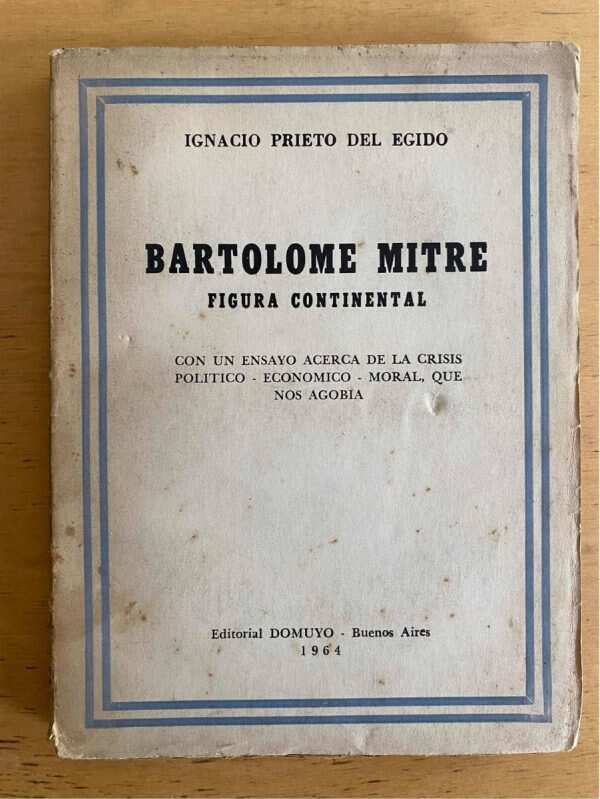 IGNACIO PRIETO DEL EGIDO
BARTOLOME MITRE
FIGURA CONTINENTAL
CON UN ENSAYO ACERCA DE LA CRISIS
POLITICO - ECONOMICO - MORAL, QUE
NOS AGOBIA
Editorial DOMUYO - Buenos Aires
1964